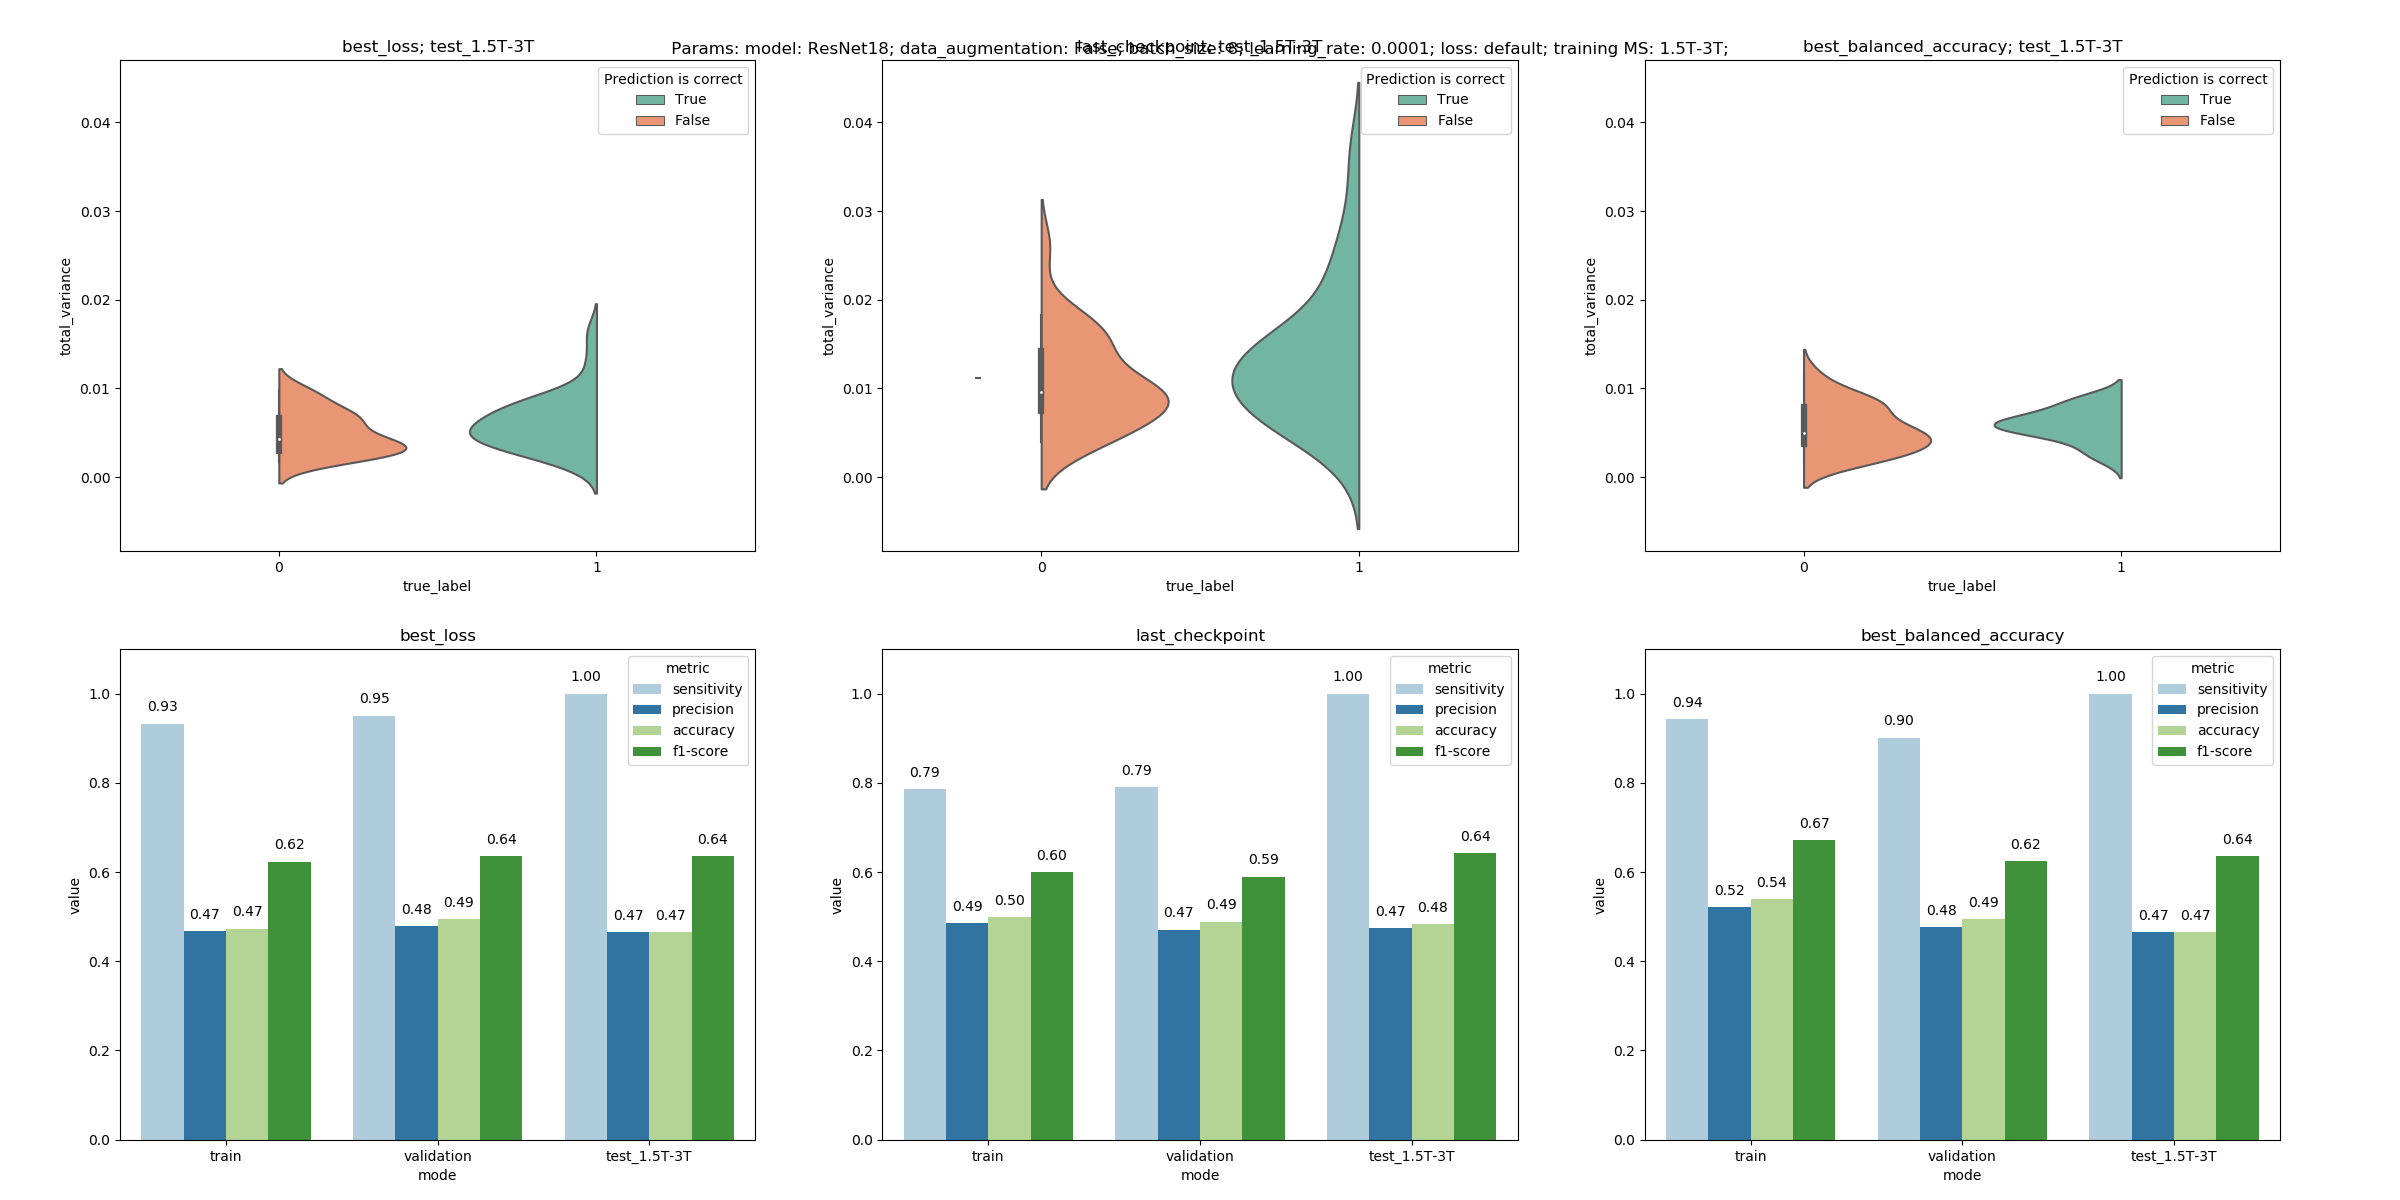 Params: model: ResNet18; data_augmentation: False; batch_size: 8; learning_rate: 0.0001; loss: default; training MS: 1.5T-3T;
best_loss; test_1.5T-3T
Prediction is correct
True
False
0.04
0.03
0.02
0.01
0.00
total_variance
0
1
true_label
last_checkpoint; test_1.5T-3T
Prediction is correct
True
False
0.04
0.03
0.02
0.01
0.00
total_variance
0
1
true_label
best_balanced_accuracy; test_1.5T-3T
Prediction is correct
True
False
0.04
0.03
0.02
0.01
0.00
total_variance
0
1
true_label
best_loss
metric
sensitivity
precision
accuracy
f1-score
1.0
0.8
0.6
0.4
0.2
0.0
value
0.93
0.47
0.47
0.62
0.95
0.48
0.49
0.64
1.00
0.47
0.47
0.64
train
validation
test_1.5T-3T
mode
last_checkpoint
metric
sensitivity
precision
accuracy
f1-score
1.0
0.8
0.6
0.4
0.2
0.0
value
0.79
0.49
0.50
0.60
0.79
0.47
0.49
0.59
1.00
0.47
0.48
0.64
train
validation
test_1.5T-3T
mode
best_balanced_accuracy
metric
sensitivity
precision
accuracy
f1-score
1.0
0.8
0.6
0.4
0.2
0.0
value
0.94
0.52
0.54
0.67
0.90
0.48
0.49
0.62
1.00
0.47
0.47
0.64
train
validation
test_1.5T-3T
mode